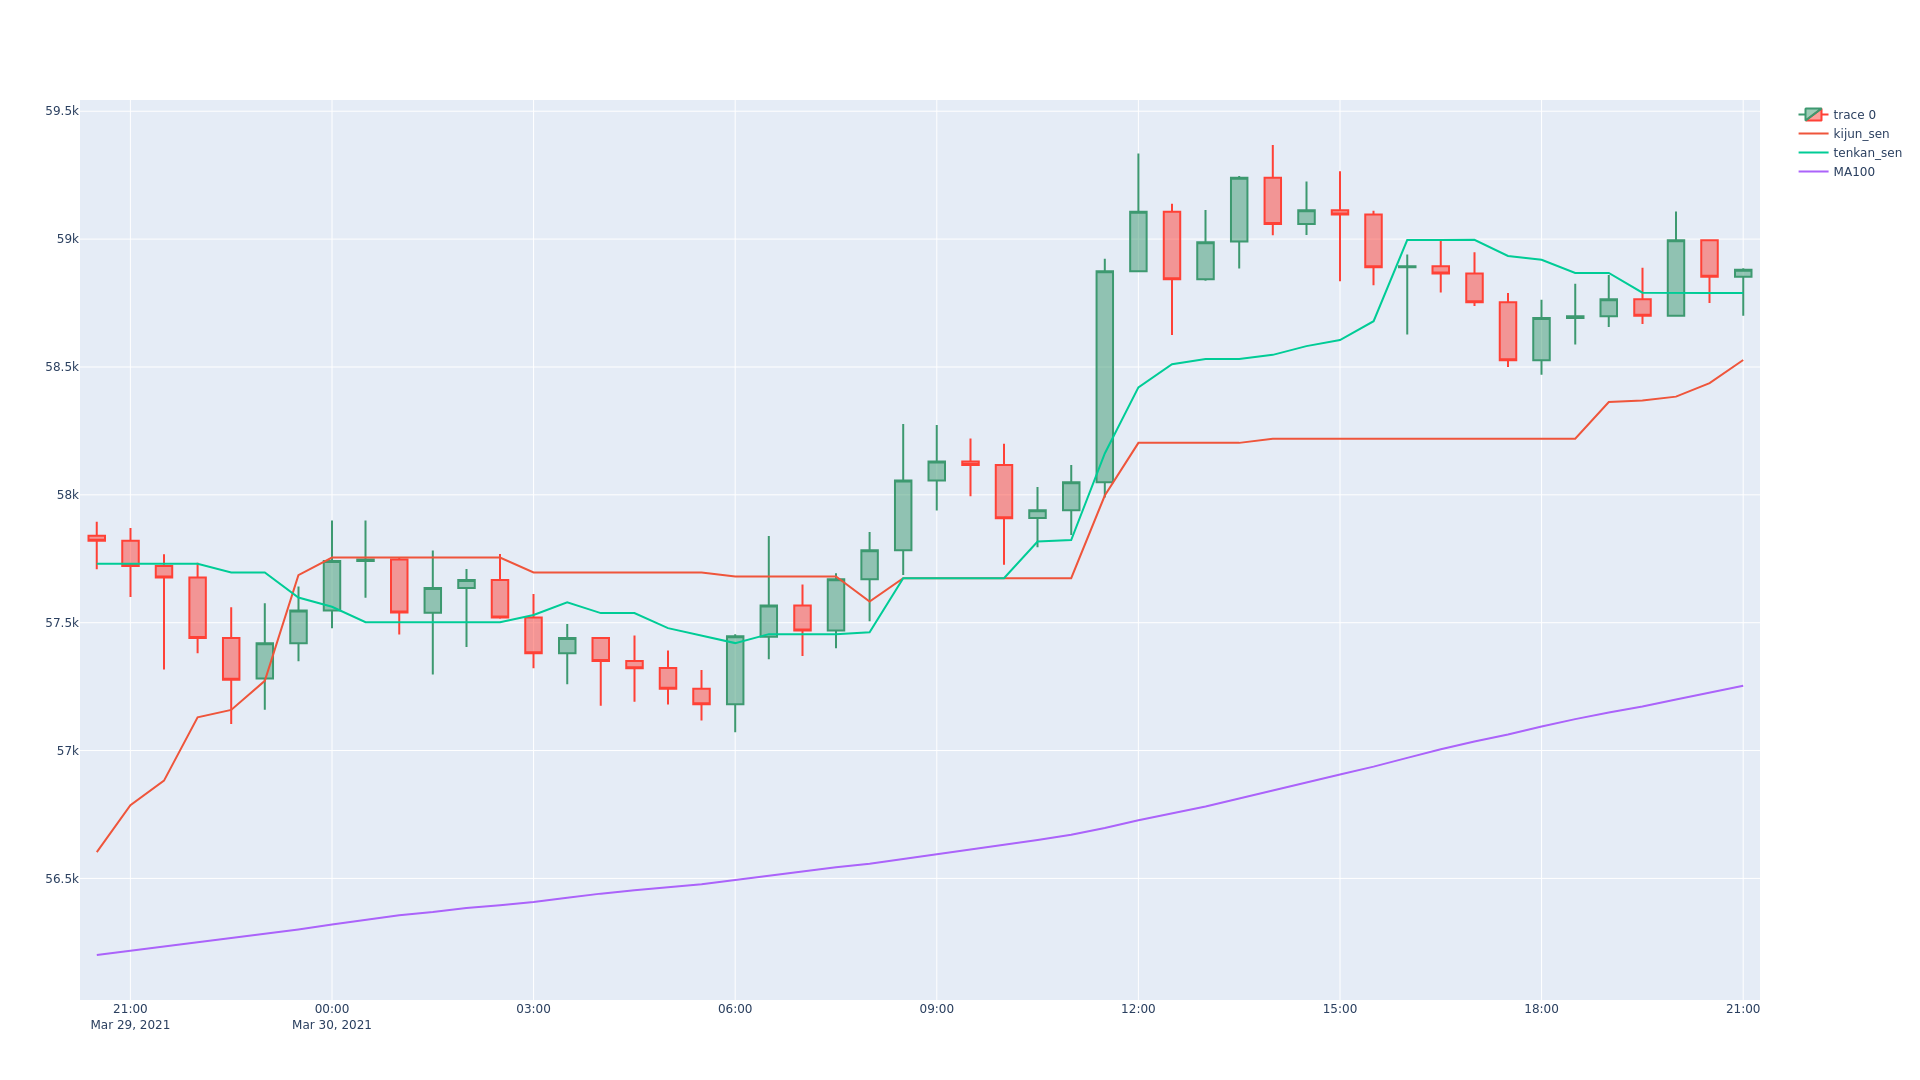 59.5k
59k
58.5k
58k
57.5k
57k
56.5k
21:00
Mar 29, 2021
00:00
Mar 30, 2021
03:00
06:00
09:00
12:00
15:00
18:00
21:00
trace 0
kijun_sen
tenkan_sen
MA100